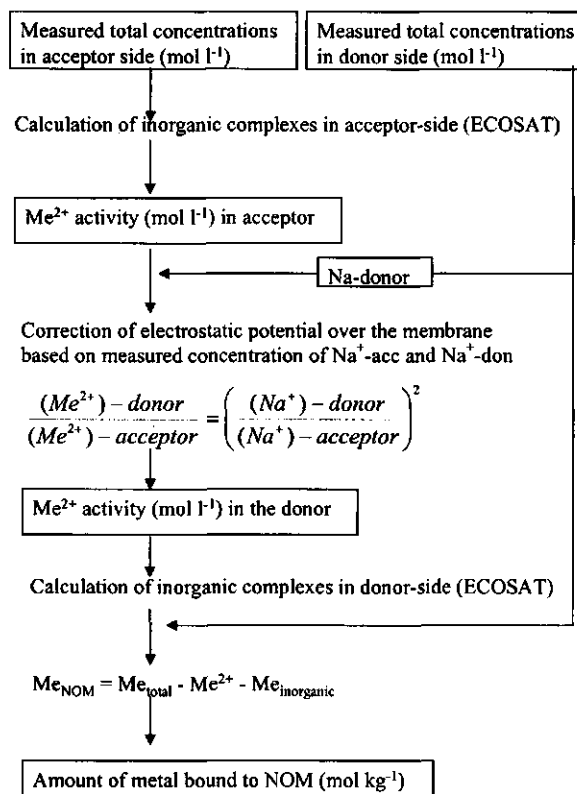 Measured total concentrations
in acceptor side (mol l⁻¹)
Measured total concentrations
in donor side (mol l⁻¹)
Calculation of inorganic complexes in acceptor-side (ECOSAT)
Me²⁺ activity (mol l⁻¹) in acceptor
Na-donor
Correction of electrostatic potential over the membrane
based on measured concentration of Na⁺-acc and Na⁺-don
(Me²⁺) – donor / (Me²⁺) – acceptor = ((Na⁺) – donor / (Na⁺) – acceptor)²
Me²⁺ activity (mol l⁻¹) in the donor
Calculation of inorganic complexes in donor-side (ECOSAT)
Me_NOM = Me_total - Me²⁺ - Me_inorganic
Amount of metal bound to NOM (mol kg⁻¹)